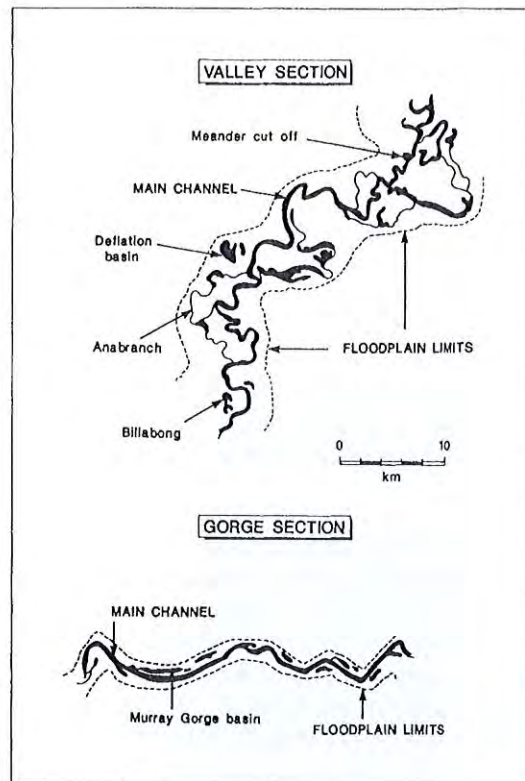 VALLEY SECTION
Meander cut off
MAIN CHANNEL
Deflation
basin
Anabranch
FLOODPLAIN LIMITS
Billabong
0 10
km
GORGE SECTION
MAIN CHANNEL
Murray Gorge basin
FLOODPLAIN LIMITS